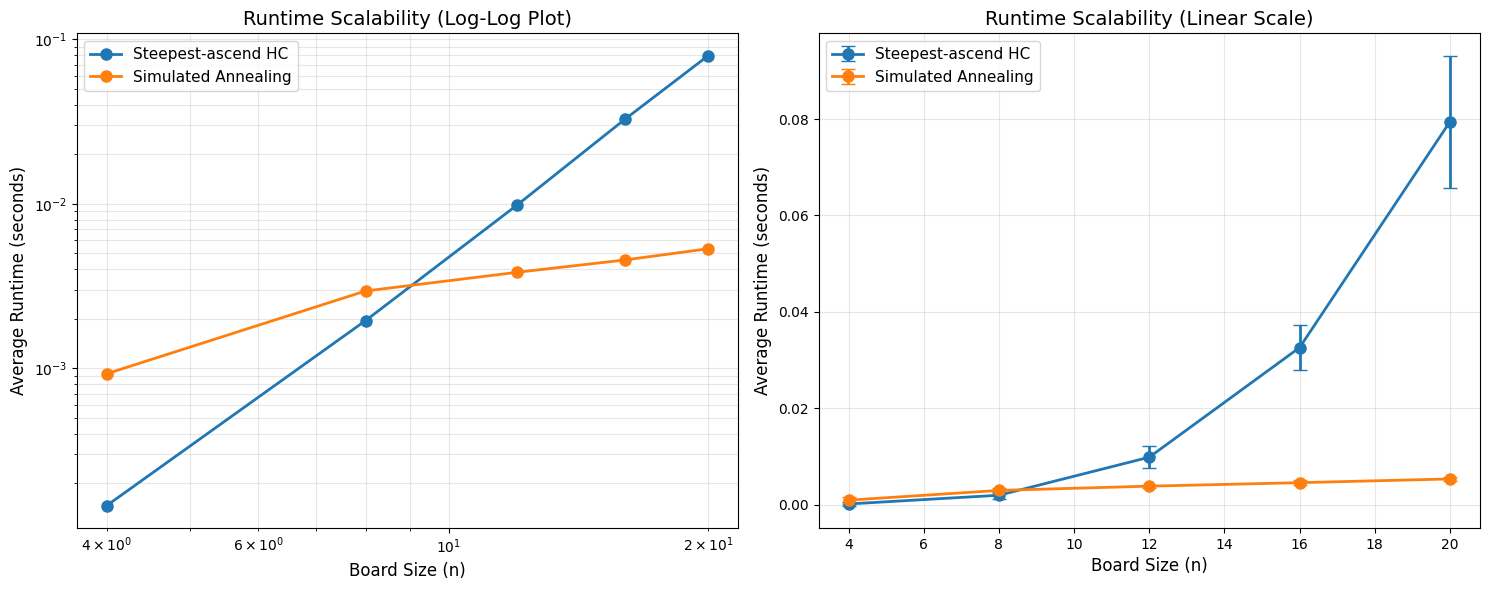 Runtime Scalability (Log-Log Plot)
Steepest-ascend HC
Simulated Annealing
10⁻¹
10⁻²
10⁻³
Average Runtime (seconds)
4 × 10⁰
6 × 10⁰
10¹
2 × 10¹
Board Size (n)
Runtime Scalability (Linear Scale)
Steepest-ascend HC
Simulated Annealing
0.08
0.06
0.04
0.02
0.00
Average Runtime (seconds)
4 6 8 10 12 14 16 18 20
Board Size (n)